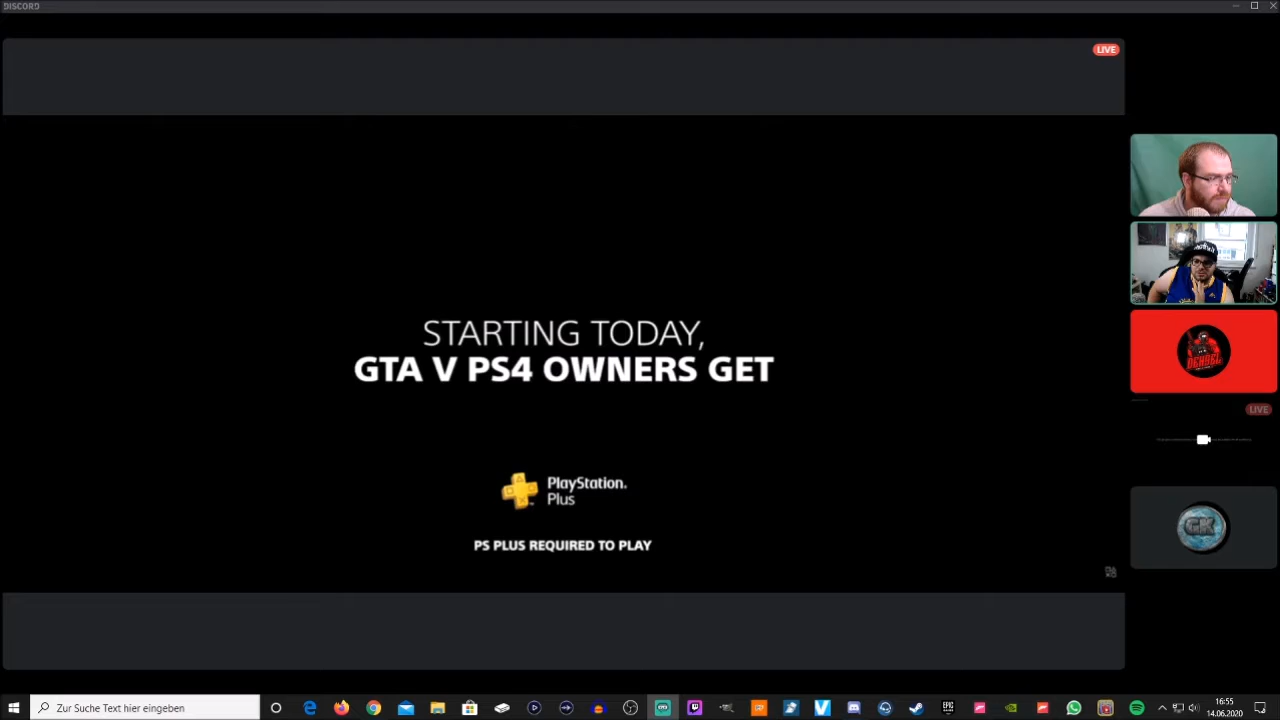 DISCORD
LIVE
STARTING TODAY,
GTA V PS4 OWNERS GET
PlayStation.
Plus
PS PLUS REQUIRED TO PLAY
LIVE
GK
Zur Suche Text hier eingeben
EPIC
16:55
14.06.2020